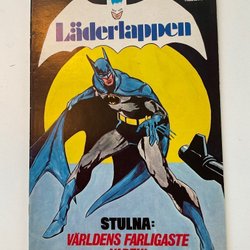 Läderlappen
STULNA:
VÄRLDENS FARLIGASTE